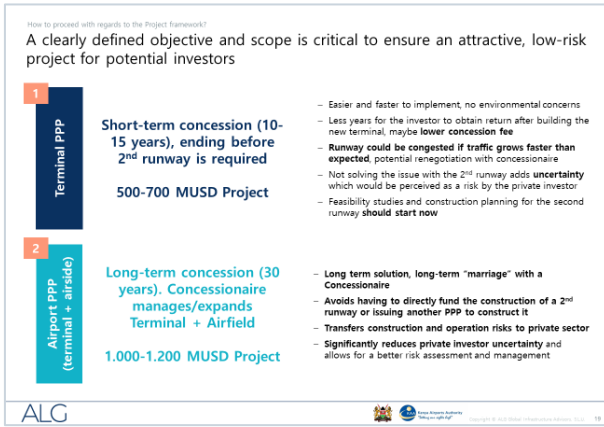 How to proceed with regards to the Project framework?
A clearly defined objective and scope is critical to ensure an attractive, low-risk
project for potential investors
1
Terminal PPP
Short-term concession (10-
15 years), ending before
2nd runway is required
500-700 MUSD Project
– Easier and faster to implement, no environmental concerns
– Less years for the investor to obtain return after building the
new terminal, maybe lower concession fee
– Runway could be congested if traffic grows faster than
expected, potential renegotiation with concessionaire
– Not solving the issue with the 2nd runway adds uncertainty
which would be perceived as a risk by the private investor
– Feasibility studies and construction planning for the second
runway should start now
2
Airport PPP
(terminal + airside)
Long-term concession (30
years). Concessionaire
manages/expands
Terminal + Airfield
1.000-1.200 MUSD Project
– Long term solution, long-term "marriage" with a
Concessionaire
– Avoids having to directly fund the construction of a 2nd
runway or issuing another PPP to construct it
– Transfers construction and operation risks to private sector
– Significantly reduces private investor uncertainty and
allows for a better risk assessment and management
ALG
Kenya Airports Authority
Copyright © ALG Global Infrastructure Advisors, S.L.U.